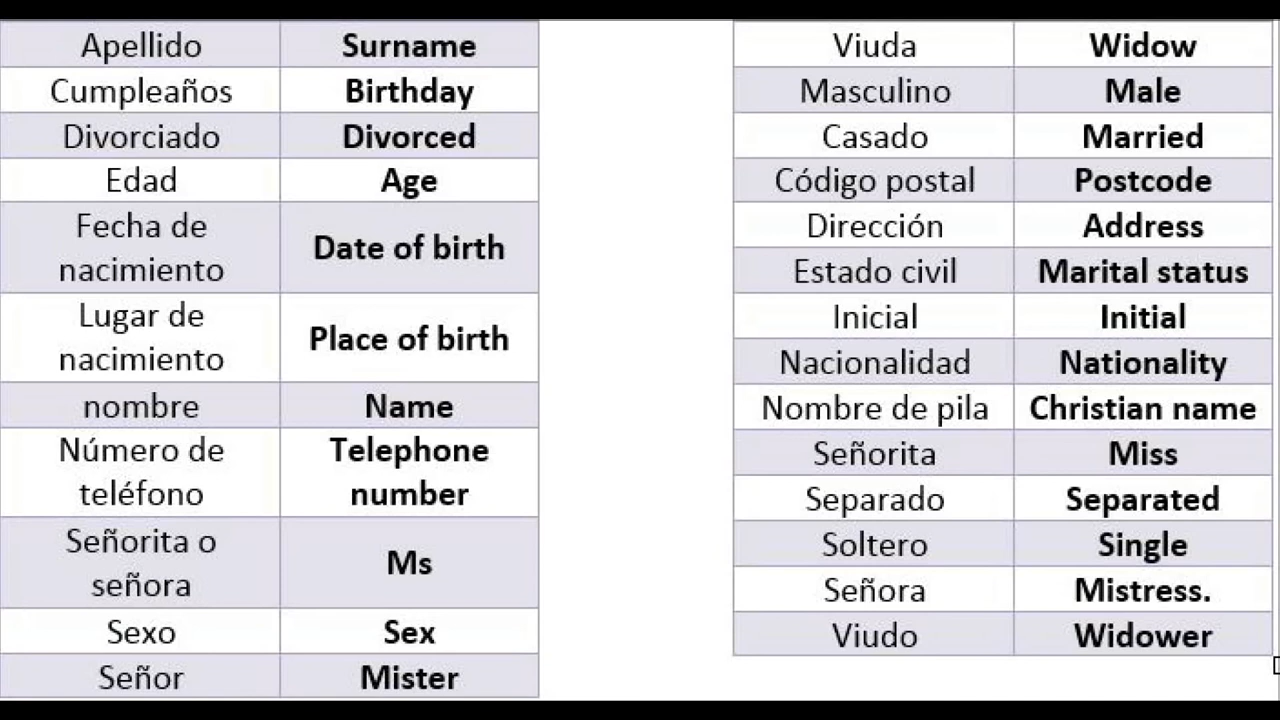 Apellido Surname
Cumpleaños Birthday
Divorciado Divorced
Edad Age
Fecha de
nacimiento
Date of birth
Lugar de
nacimiento
Place of birth
nombre Name
Número de
teléfono
Telephone
number
Señorita o
señora
Ms
Sexo Sex
Señor Mister
Viuda Widow
Masculino Male
Casado Married
Código postal Postcode
Dirección Address
Estado civil Marital status
Inicial Initial
Nacionalidad Nationality
Nombre de pila Christian name
Señorita Miss
Separado Separated
Soltero Single
Señora Mistress.
Viudo Widower